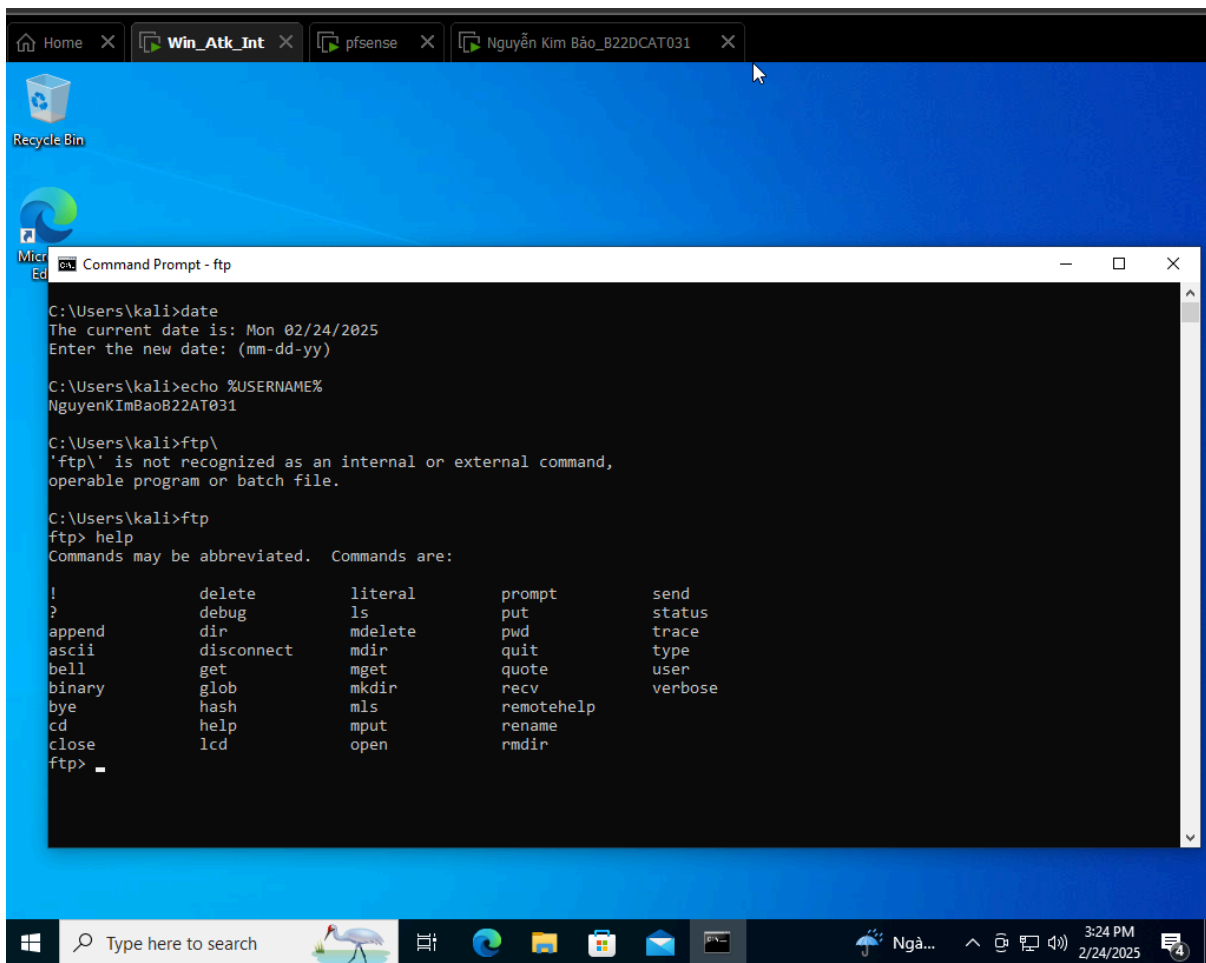 Home Win_Atk_Int pfsense Nguyễn Kim Bảo_B22DCAT031
Recycle Bin
Micr
Ed
Command Prompt - ftp
C:\Users\kali>date
The current date is: Mon 02/24/2025
Enter the new date: (mm-dd-yy)
C:\Users\kali>echo %USERNAME%
NguyenKImBaoB22AT031
C:\Users\kali>ftp\
'ftp\' is not recognized as an internal or external command,
operable program or batch file.
C:\Users\kali>ftp
ftp> help
Commands may be abbreviated.  Commands are:
! delete literal prompt send
? debug ls put status
append dir mdelete pwd trace
ascii disconnect mdir quit type
bell get mget quote user
binary glob mkdir recv verbose
bye hash mls remotehelp
cd help mput rename
close lcd open rmdir
ftp>
Type here to search
Ngà...
3:24 PM
2/24/2025
4